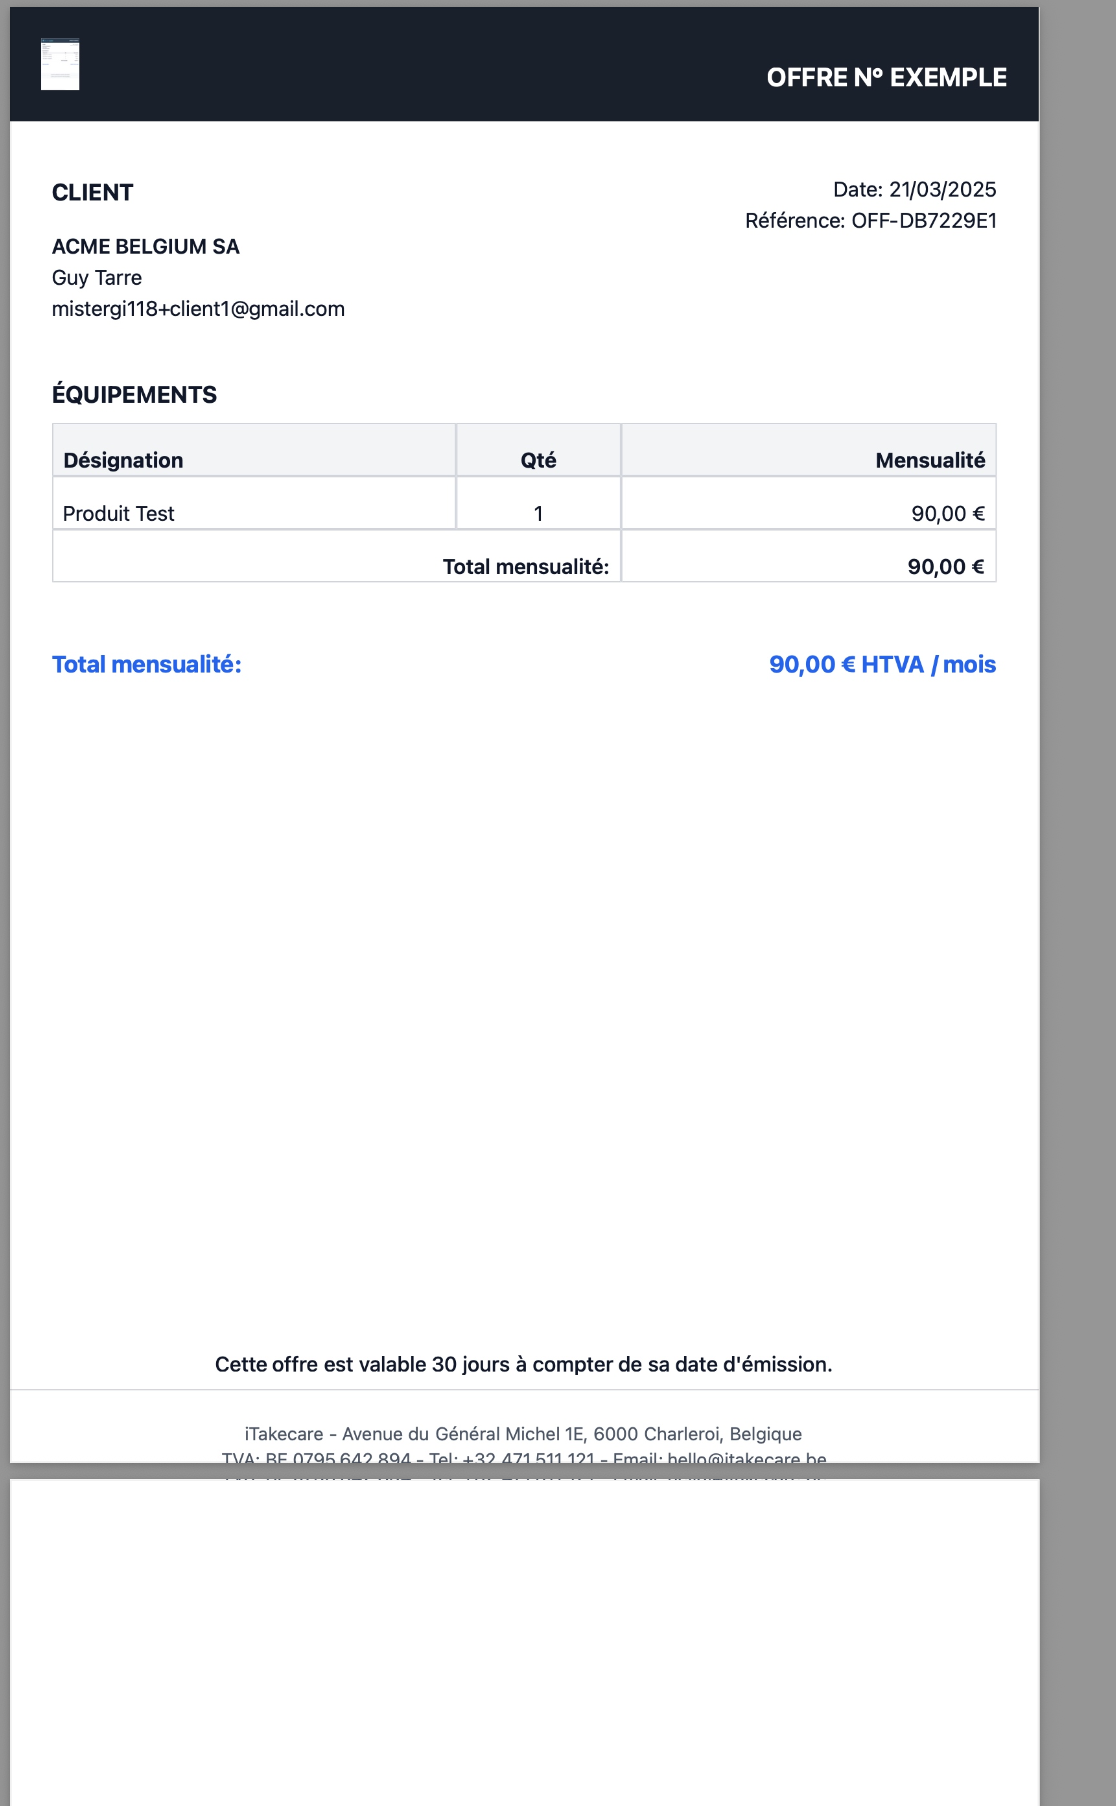 OFFRE N° EXEMPLE
CLIENT
Date: 21/03/2025
Référence: OFF-DB7229E1
ACME BELGIUM SA
Guy Tarre
mistergi118+client1@gmail.com
ÉQUIPEMENTS
Désignation Qté Mensualité
Produit Test 1 90,00 €
Total mensualité: 90,00 €
Total mensualité: 90,00 € HTVA / mois
Cette offre est valable 30 jours à compter de sa date d'émission.
iTakecare - Avenue du Général Michel 1E, 6000 Charleroi, Belgique
TVA: BE 0795.642.894 - Tel: +32 471 511 121 - Email: hello@itakecare.be